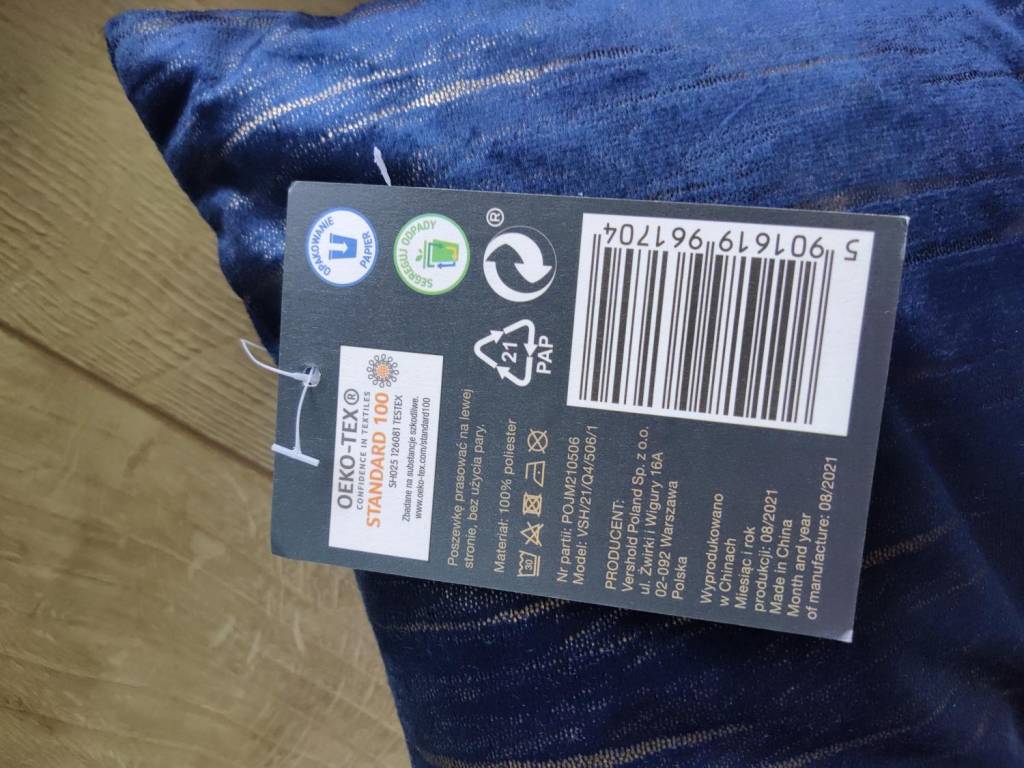 OEKO-TEX®
CONFIDENCE IN TEXTILES
STANDARD 100
SH025 126081 TESTEX
Zbadane na substancje szkodliwe.
www.oeko-tex.com/standard100
OPAKOWANIE
PAPIER
SEGREGUJ ODPADY
Poszewkę prasować na lewej
stronie, bez użycia pary.
Materiał: 100% poliester
30
21
PAP
®
Nr partii: POJM210506
Model: VSH/21/Q4/S06/1
PRODUCENT:
Vershold Poland Sp. z o.o.
ul. Żwirki i Wigury 16A
02-092 Warszawa
Polska
Wyprodukowano
w Chinach
Miesiąc i rok
produkcji: 08/2021
Made in China
Month and year
of manufacture: 08/2021
5 901619 961704